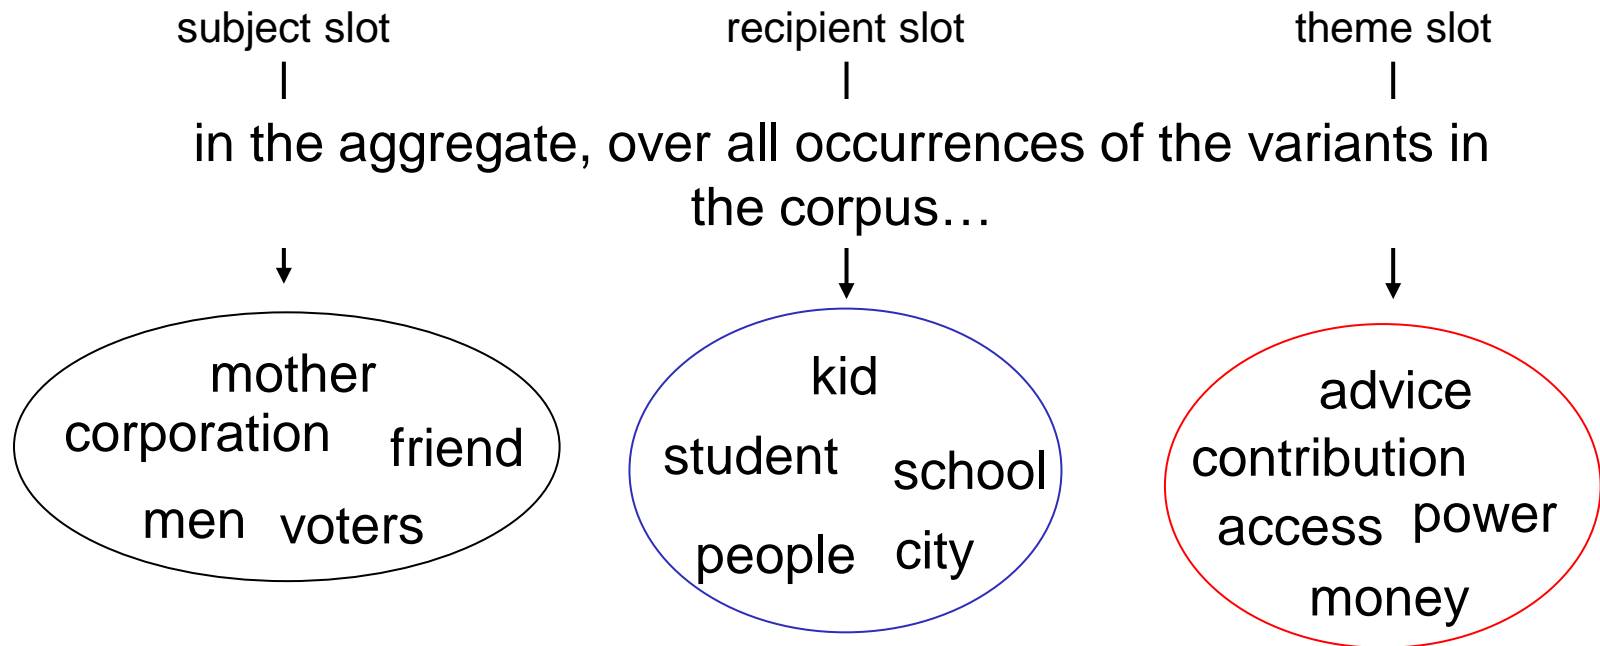 subject slot
recipient slot
theme slot
in the aggregate, over all occurrences of the variants in
the corpus…
mother
corporation
friend
men
voters
kid
student
school
people
city
advice
contribution
access
power
money